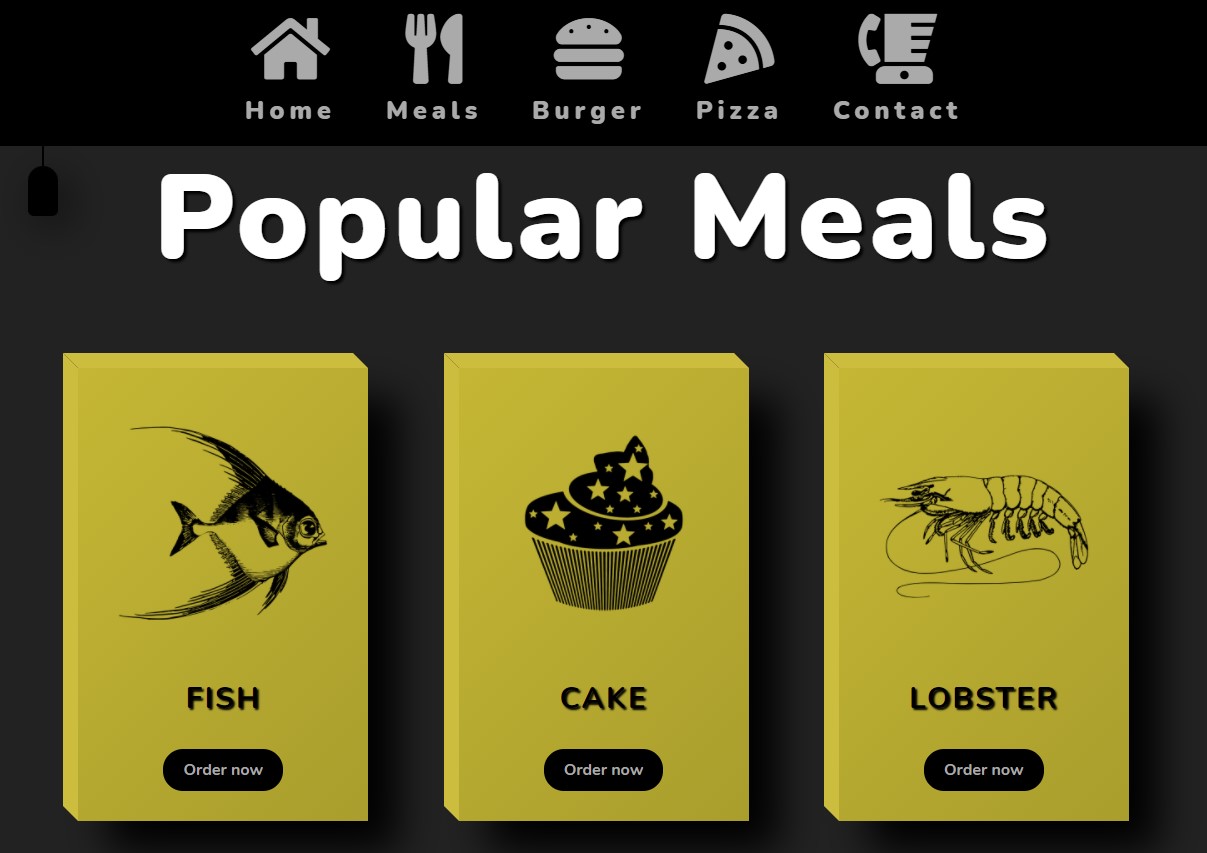 Home Meals Burger Pizza Contact
Popular Meals
FISH CAKE LOBSTER
Order now Order now Order now